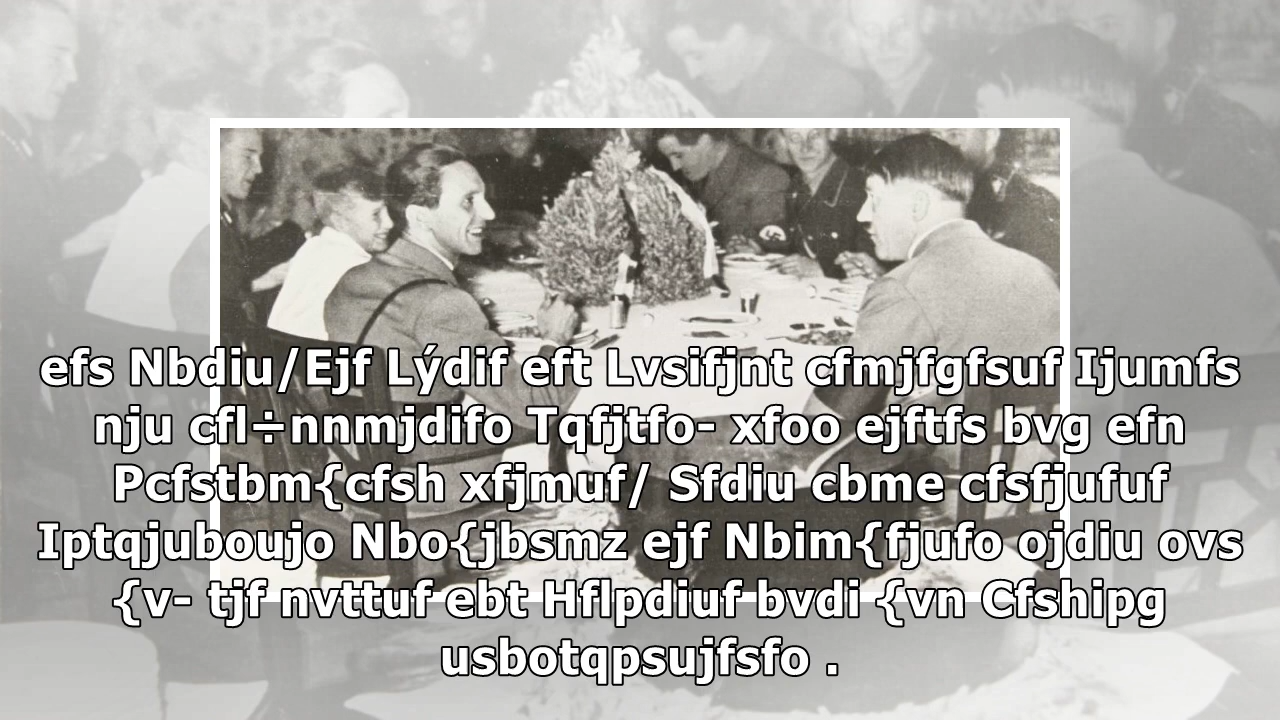 efs Nbdiu/Ejf Lýdif eft Lvsifjnt cfmjfgfsuf Ijumfs
nju cfl÷nnmjdifo Tqfjtfo- xfoo ejftfs bvg efn
Pcfstbm{cfsh xfjmuf/ Sfdiu cbme cfsfjufuf
Iptqjuboujo Nbo{jbsmz ejf Nbim{fjufo ojdiu ovs
{v- tjf nvttuf ebt Hflpdiuf bvdi {vn Cfshipg
usbotqpsujfsfo .